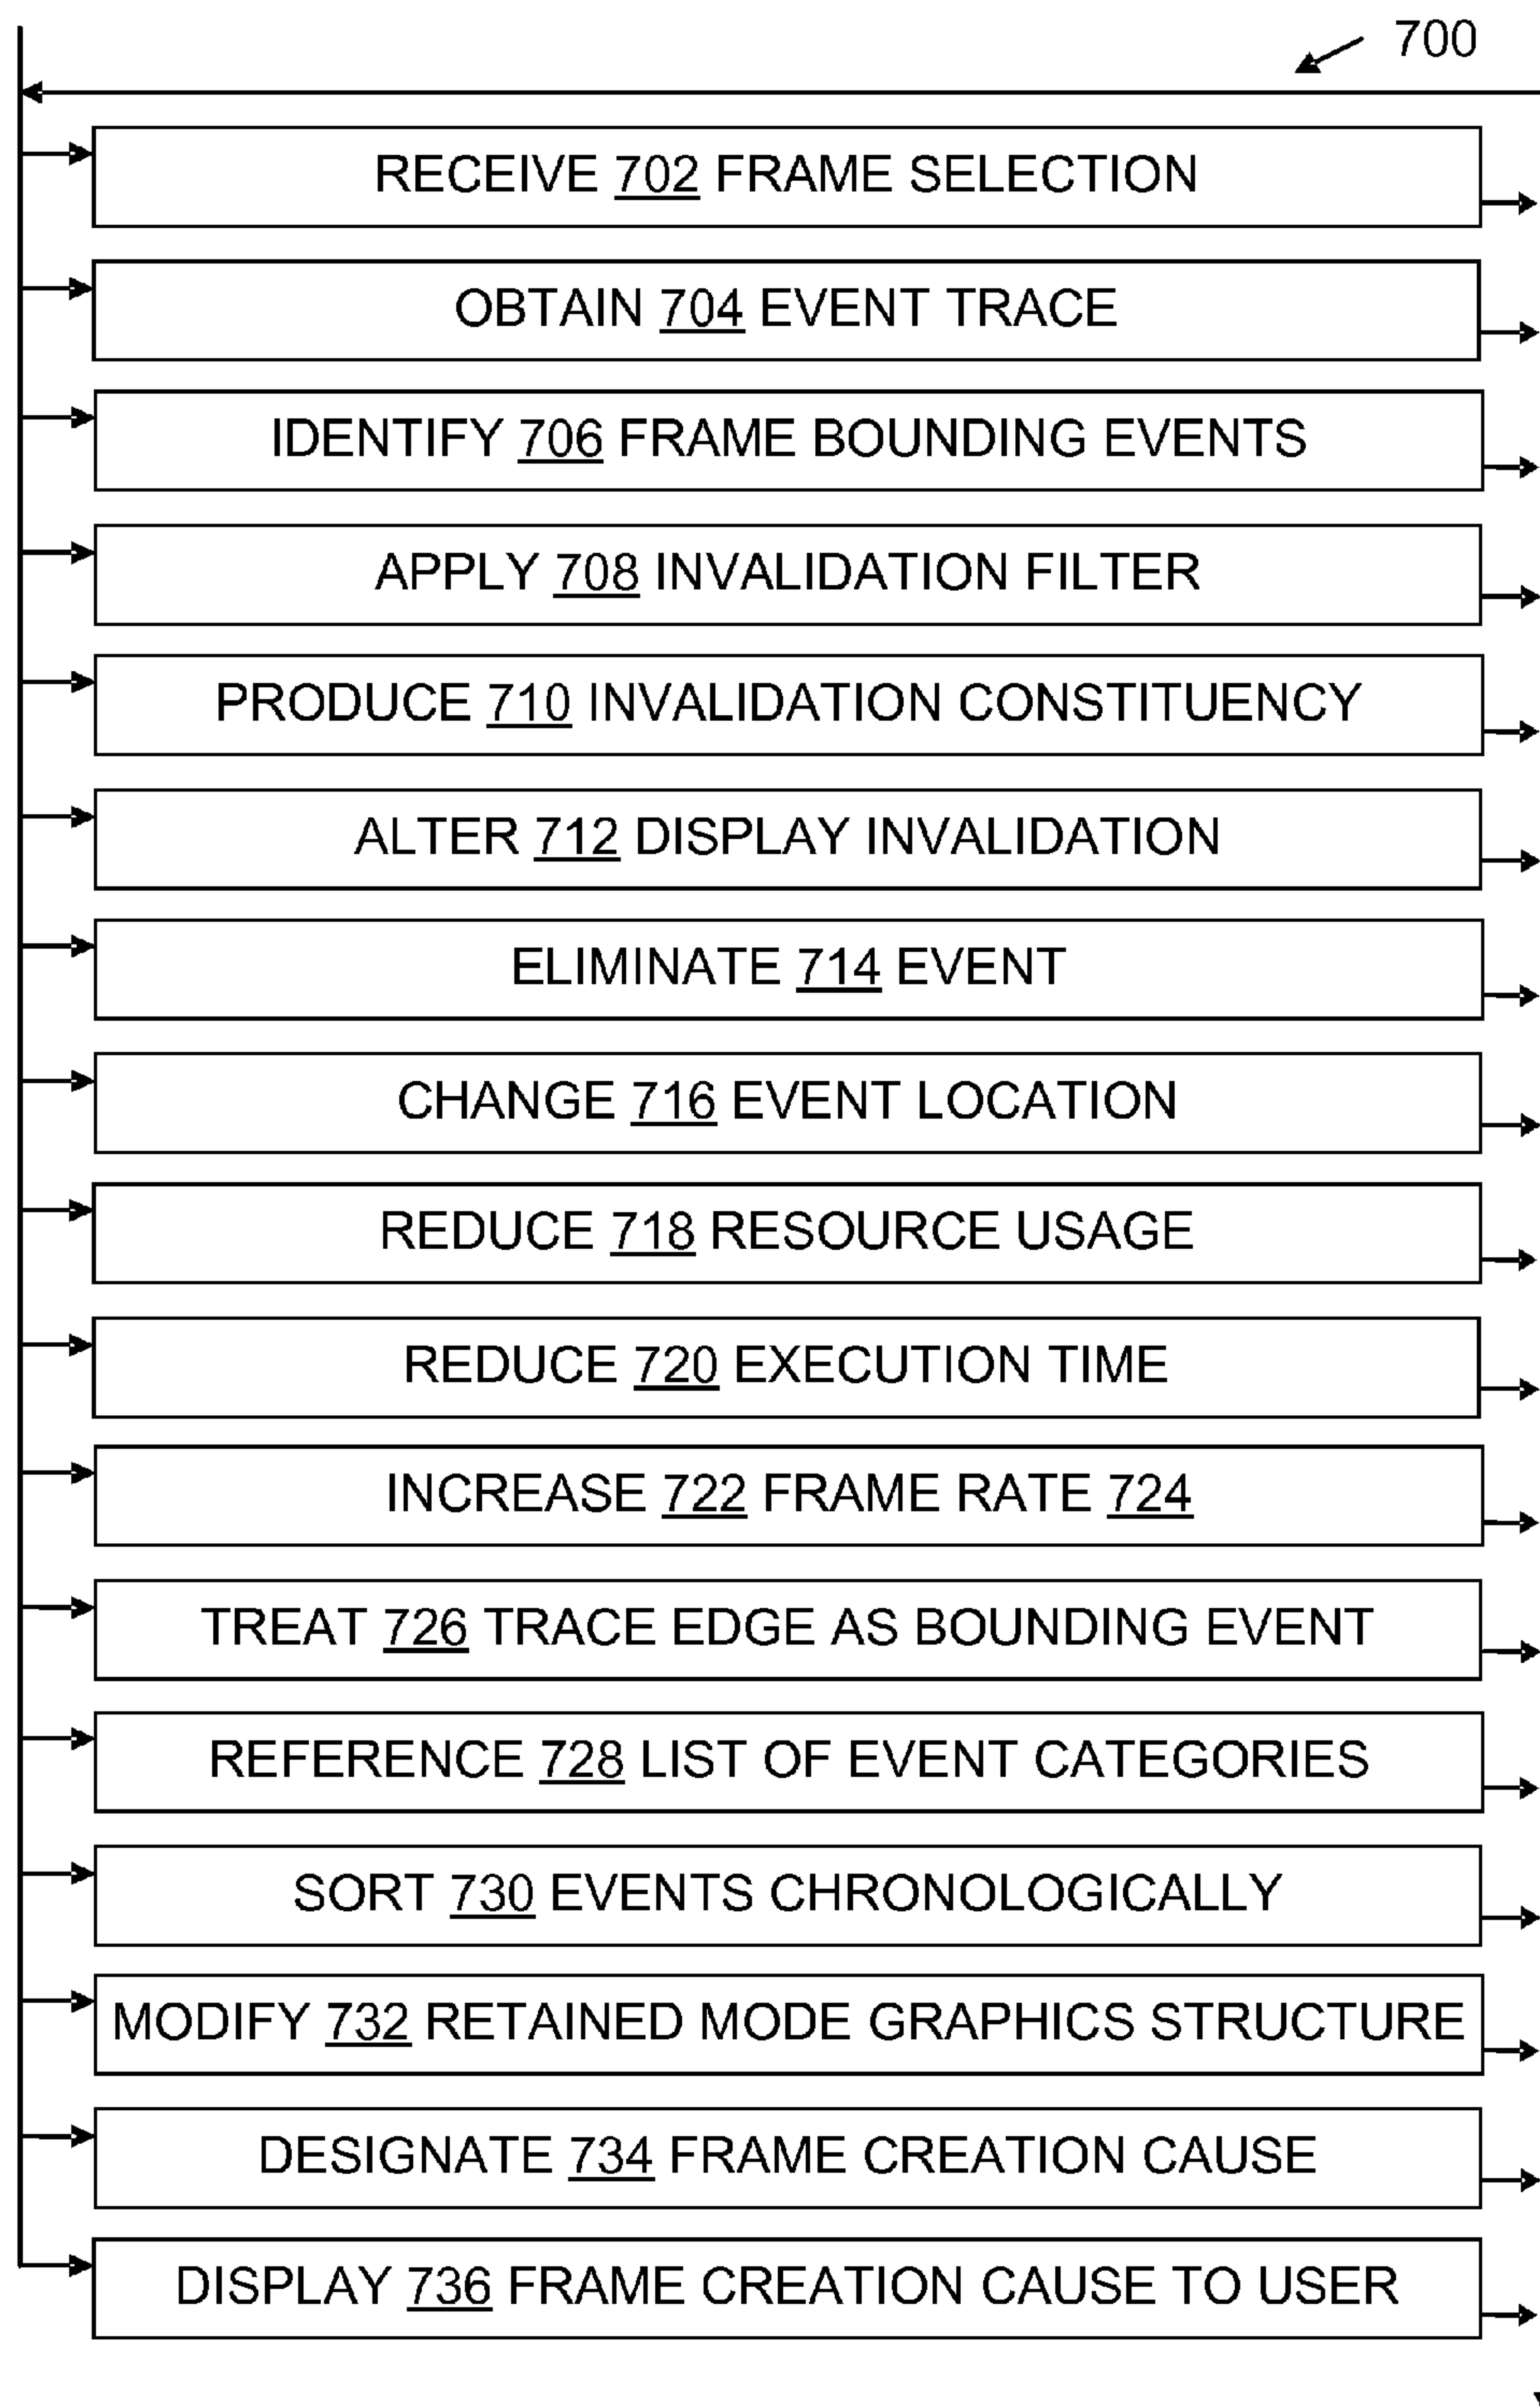 700
RECEIVE 702 FRAME SELECTION
OBTAIN 704 EVENT TRACE
IDENTIFY 706 FRAME BOUNDING EVENTS
APPLY 708 INVALIDATION FILTER
PRODUCE 710 INVALIDATION CONSTITUENCY
ALTER 712 DISPLAY INVALIDATION
ELIMINATE 714 EVENT
CHANGE 716 EVENT LOCATION
REDUCE 718 RESOURCE USAGE
REDUCE 720 EXECUTION TIME
INCREASE 722 FRAME RATE 724
TREAT 726 TRACE EDGE AS BOUNDING EVENT
REFERENCE 728 LIST OF EVENT CATEGORIES
SORT 730 EVENTS CHRONOLOGICALLY
MODIFY 732 RETAINED MODE GRAPHICS STRUCTURE
DESIGNATE 734 FRAME CREATION CAUSE
DISPLAY 736 FRAME CREATION CAUSE TO USER